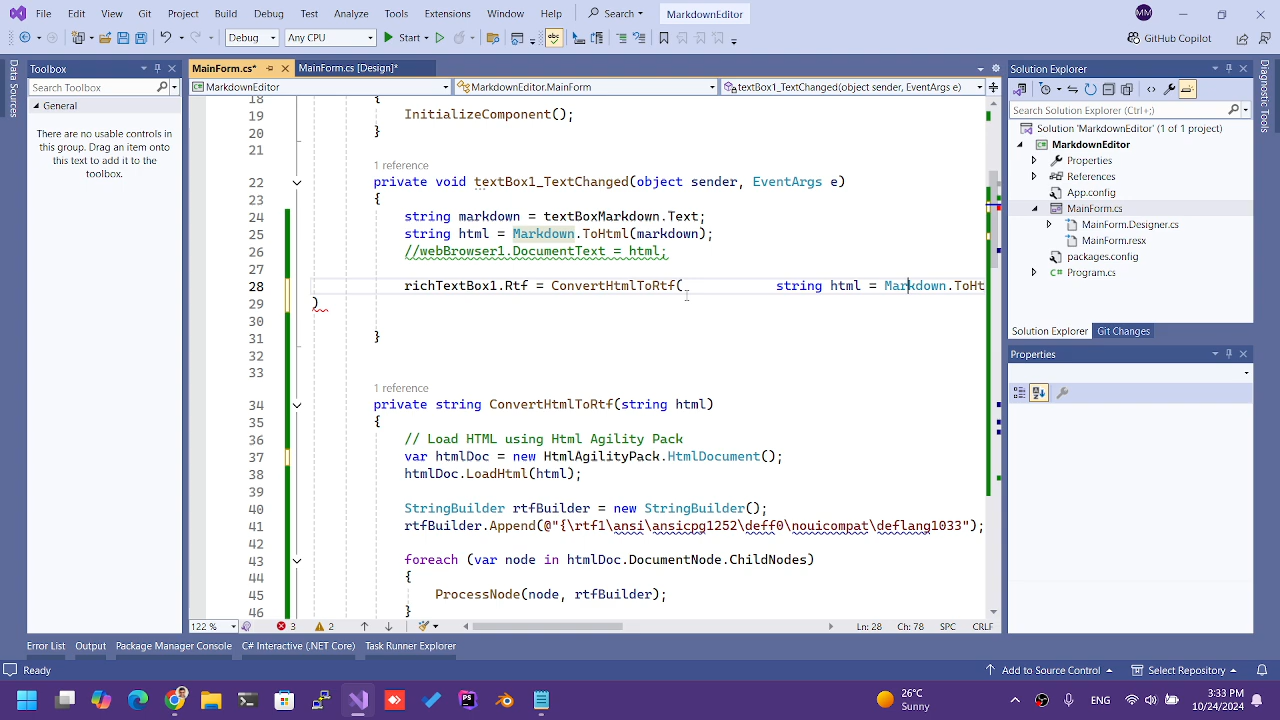 File Edit View Git Project Build Debug Test Analyze Tools Extensions Window Help Search MarkdownEditor MM
Debug Any CPU Start GitHub Copilot
Data Sources
Toolbox
Search Toolbox
General
There are no usable controls in
this group. Drag an item onto
this text to add it to the
toolbox.
MainForm.cs* MainForm.cs [Design]*
MarkdownEditor MarkdownEditor.MainForm textBox1_TextChanged(object sender, EventArgs e)
18 {
19 InitializeComponent();
20 }
21
1 reference
22 private void textBox1_TextChanged(object sender, EventArgs e)
23 {
24 string markdown = textBoxMarkdown.Text;
25 string html = Markdown.ToHtml(markdown);
26 //webBrowser1.DocumentText = html;
27
28 richTextBox1.Rtf = ConvertHtmlToRtf( string html = Markdown.ToHt
29 )
30
31 }
32
33
1 reference
34 private string ConvertHtmlToRtf(string html)
35 {
36 // Load HTML using Html Agility Pack
37 var htmlDoc = new HtmlAgilityPack.HtmlDocument();
38 htmlDoc.LoadHtml(html);
39
40 StringBuilder rtfBuilder = new StringBuilder();
41 rtfBuilder.Append(@"{\rtf1\ansi\ansicpg1252\deff0\nouicompat\deflang1033");
42
43 foreach (var node in htmlDoc.DocumentNode.ChildNodes)
44 {
45 ProcessNode(node, rtfBuilder);
46 }
122 % 3 2 Ln: 28 Ch: 78 SPC CRLF
Solution Explorer
Search Solution Explorer (Ctrl+;)
Solution 'MarkdownEditor' (1 of 1 project)
MarkdownEditor
Properties
References
App.config
MainForm.cs
MainForm.Designer.cs
MainForm.resx
packages.config
Program.cs
Solution Explorer Git Changes
Properties
Error List Output Package Manager Console C# Interactive (.NET Core) Task Runner Explorer
Ready Add to Source Control Select Repository
26°C
Sunny
ENG
3:33 PM
10/24/2024